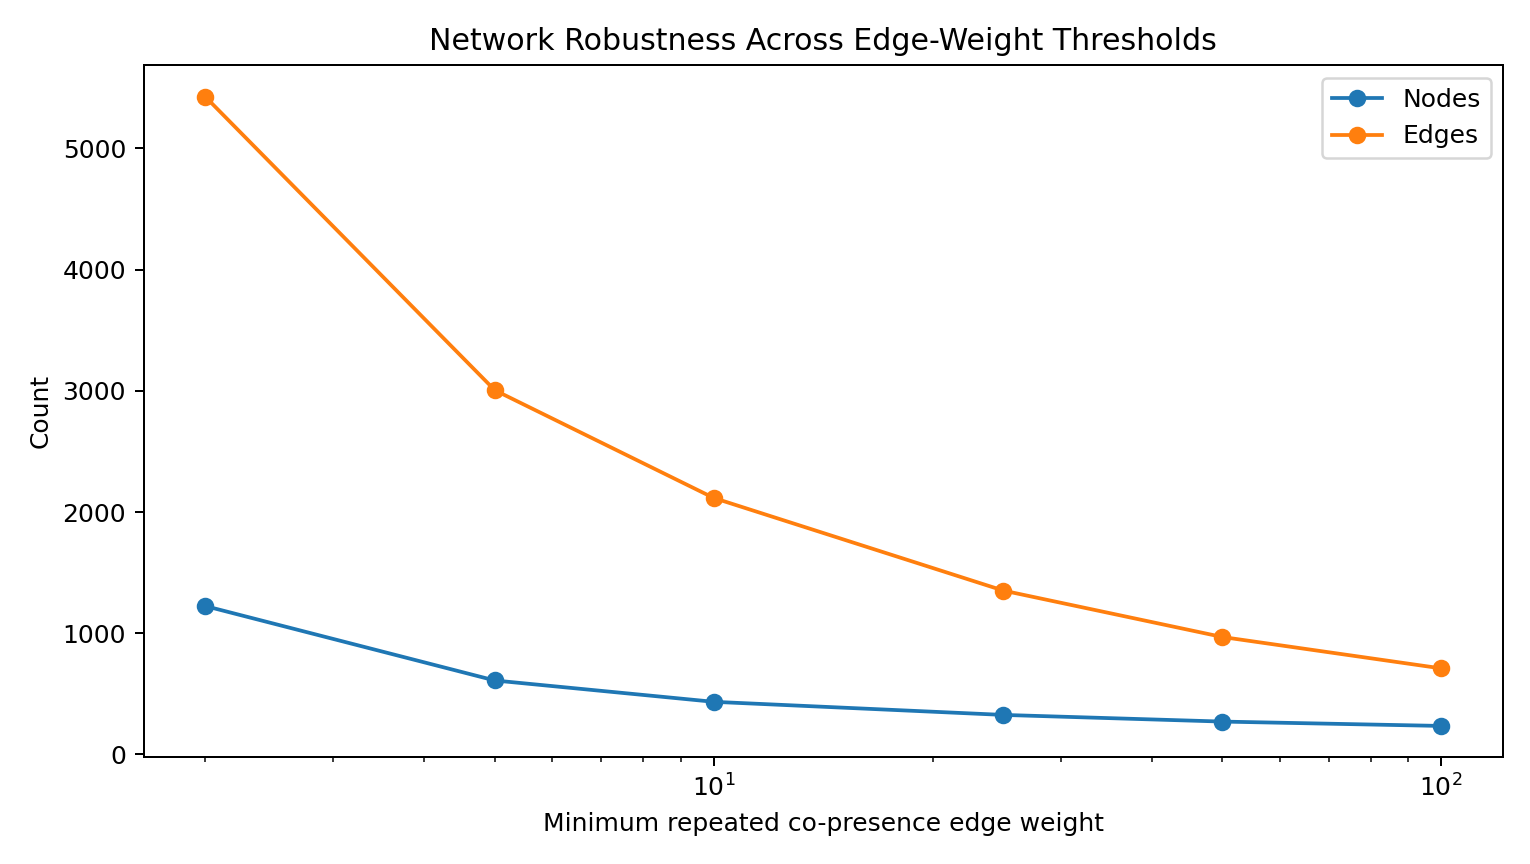 Network Robustness Across Edge-Weight Thresholds
Nodes
Edges
5000
4000
3000
2000
1000
0
Count
10¹
10²
Minimum repeated co-presence edge weight